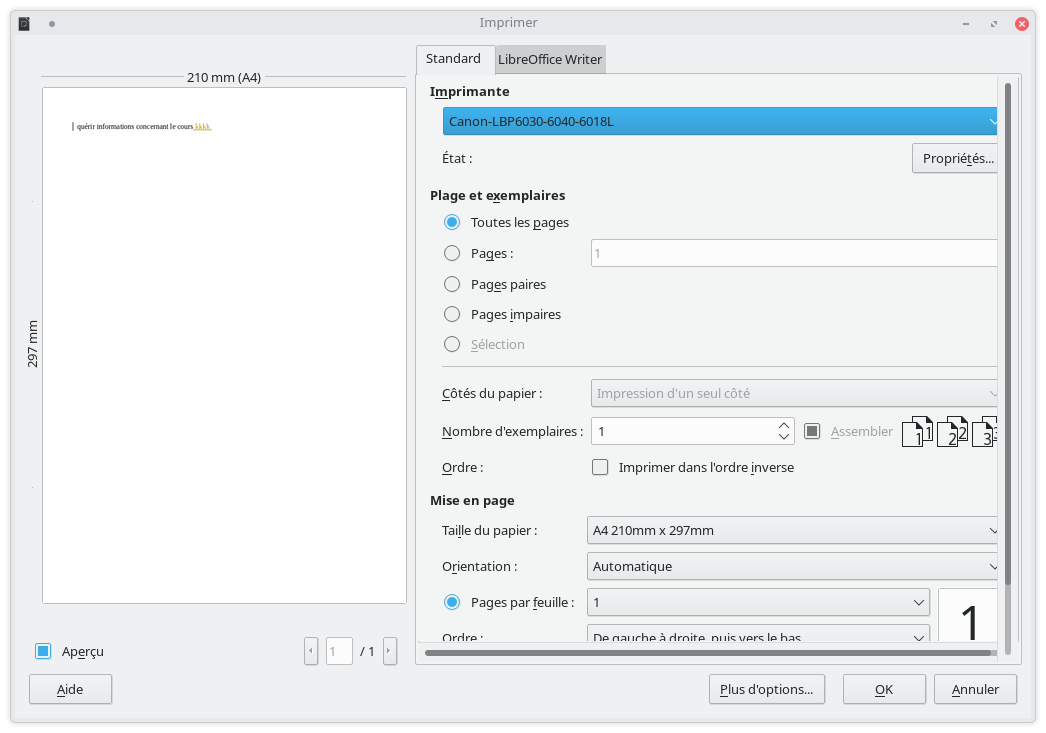 Imprimer
Standard
LibreOffice Writer
210 mm (A4)
297 mm
quérir informations concernant le cours kkkk
Imprimante
Canon-LBP6030-6040-6018L
État :
Propriétés...
Plage et exemplaires
Toutes les pages
Pages :
1
Pages paires
Pages impaires
Sélection
Côtés du papier :
Impression d'un seul côté
Nombre d'exemplaires :
1
Assembler
1 1 2 2 3 3
Ordre :
Imprimer dans l'ordre inverse
Mise en page
Taille du papier :
A4 210mm x 297mm
Orientation :
Automatique
Pages par feuille :
1
1
Ordre :
De gauche à droite, puis vers le bas
Aperçu
1
/ 1
Aide
Plus d'options...
OK
Annuler